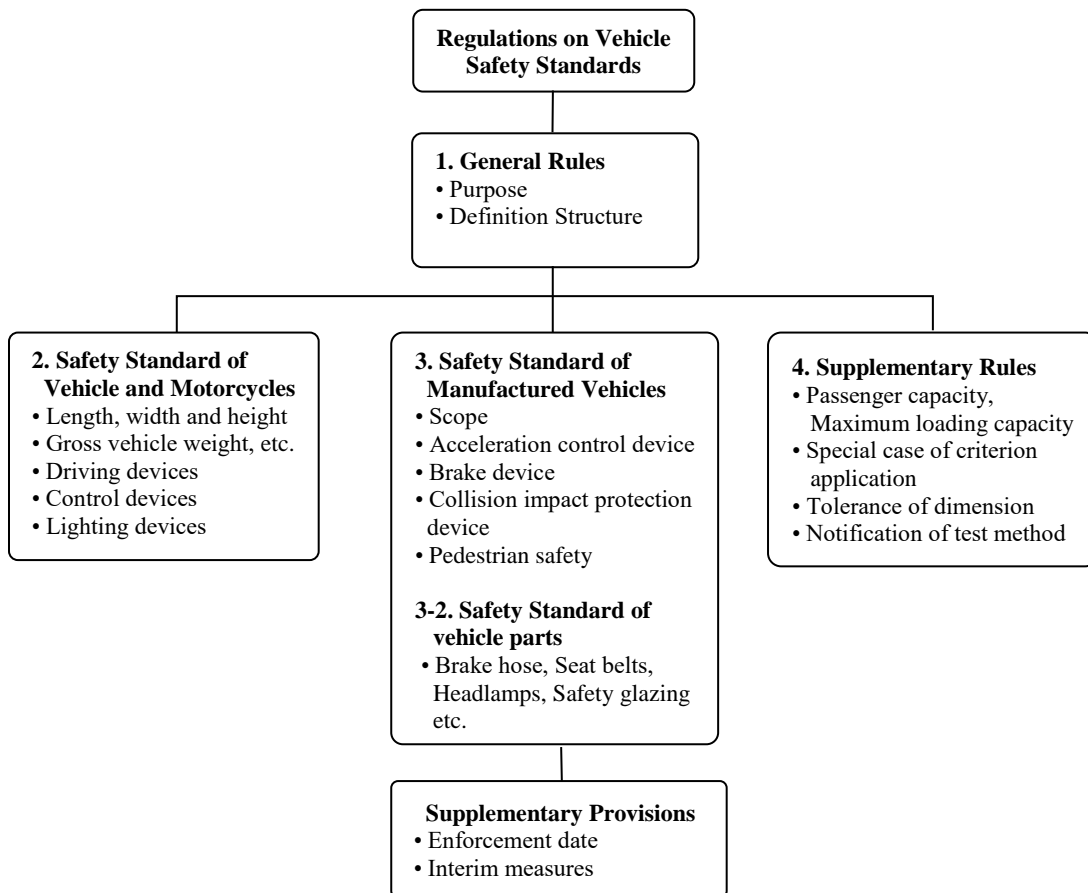 Regulations on Vehicle
Safety Standards
1. General Rules
• Purpose
• Definition Structure
2. Safety Standard of
Vehicle and Motorcycles
• Length, width and height
• Gross vehicle weight, etc.
• Driving devices
• Control devices
• Lighting devices
3. Safety Standard of
Manufactured Vehicles
• Scope
• Acceleration control device
• Brake device
• Collision impact protection
device
• Pedestrian safety
3-2. Safety Standard of
vehicle parts
• Brake hose, Seat belts,
Headlamps, Safety glazing
etc.
4. Supplementary Rules
• Passenger capacity,
Maximum loading capacity
• Special case of criterion
application
• Tolerance of dimension
• Notification of test method
Supplementary Provisions
• Enforcement date
• Interim measures